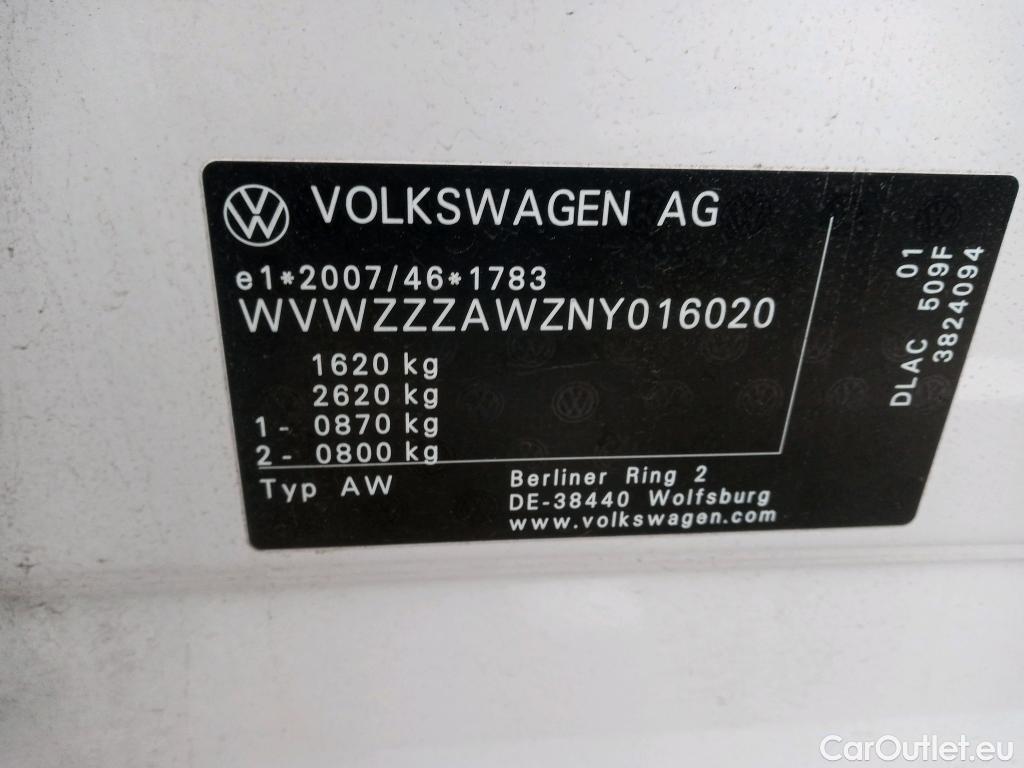 VOLKSWAGEN AG
e1*2007/46*1783
WVWZZZAWZNY016020
1620 kg
2620 kg
1- 0870 kg
2- 0800 kg
Typ AW
Berliner Ring 2
DE-38440 Wolfsburg
www.volkswagen.com
01
DLAC 509F
3824094
CarOutlet.eu